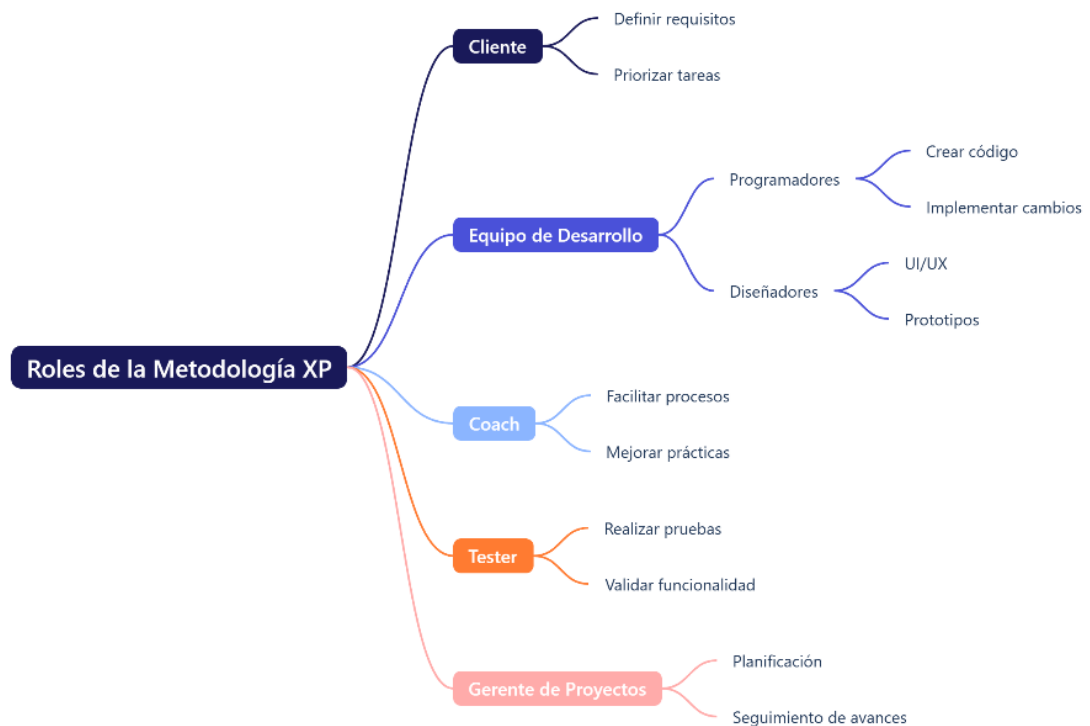 Roles de la Metodología XP
Cliente
Definir requisitos
Priorizar tareas
Equipo de Desarrollo
Programadores
Crear código
Implementar cambios
Diseñadores
UI/UX
Prototipos
Coach
Facilitar procesos
Mejorar prácticas
Tester
Realizar pruebas
Validar funcionalidad
Gerente de Proyectos
Planificación
Seguimiento de avances